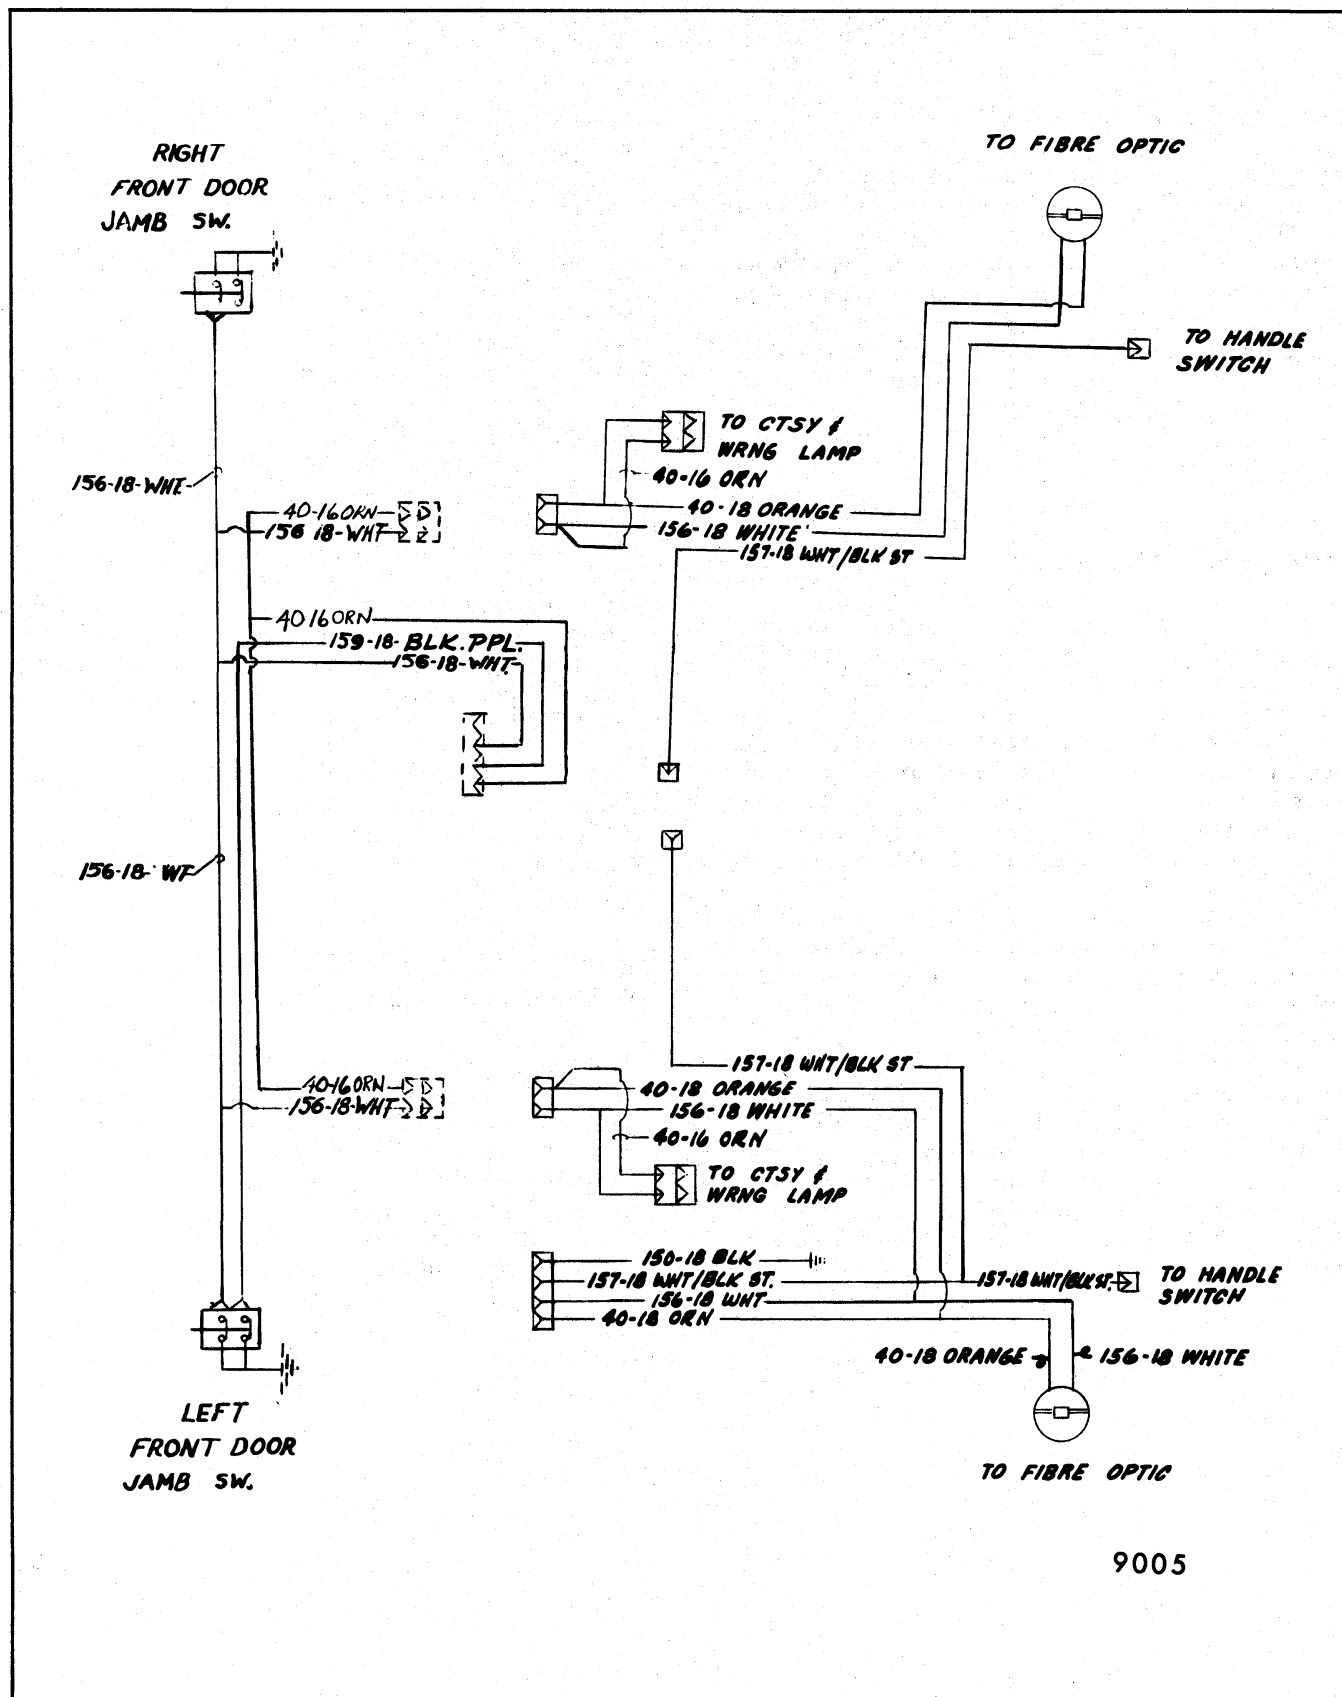 RIGHT
FRONT DOOR
JAMB SW.
TO FIBRE OPTIC
TO HANDLE
SWITCH
TO CTSY &
WRNG LAMP
40-16 ORN
156-18-WHT.
40-16 ORN
156 18-WHT
40-18 ORANGE
156-18 WHITE
157-18 WHT/BLK ST
40 16 ORN
159-18-BLK.PPL.
156-18-WHT.
156-18- WT
157-18 WHT/BLK ST
40-16 ORN
156-18-WHT
40-18 ORANGE
156-18 WHITE
40-16 ORN
TO CTSY &
WRNG LAMP
150-18 BLK
157-18 WHT/BLK ST.
156-18 WHT
40-18 ORN
157-18 WHT/BLK ST.
TO HANDLE
SWITCH
40-18 ORANGE
156-18 WHITE
LEFT
FRONT DOOR
JAMB SW.
TO FIBRE OPTIC
9005